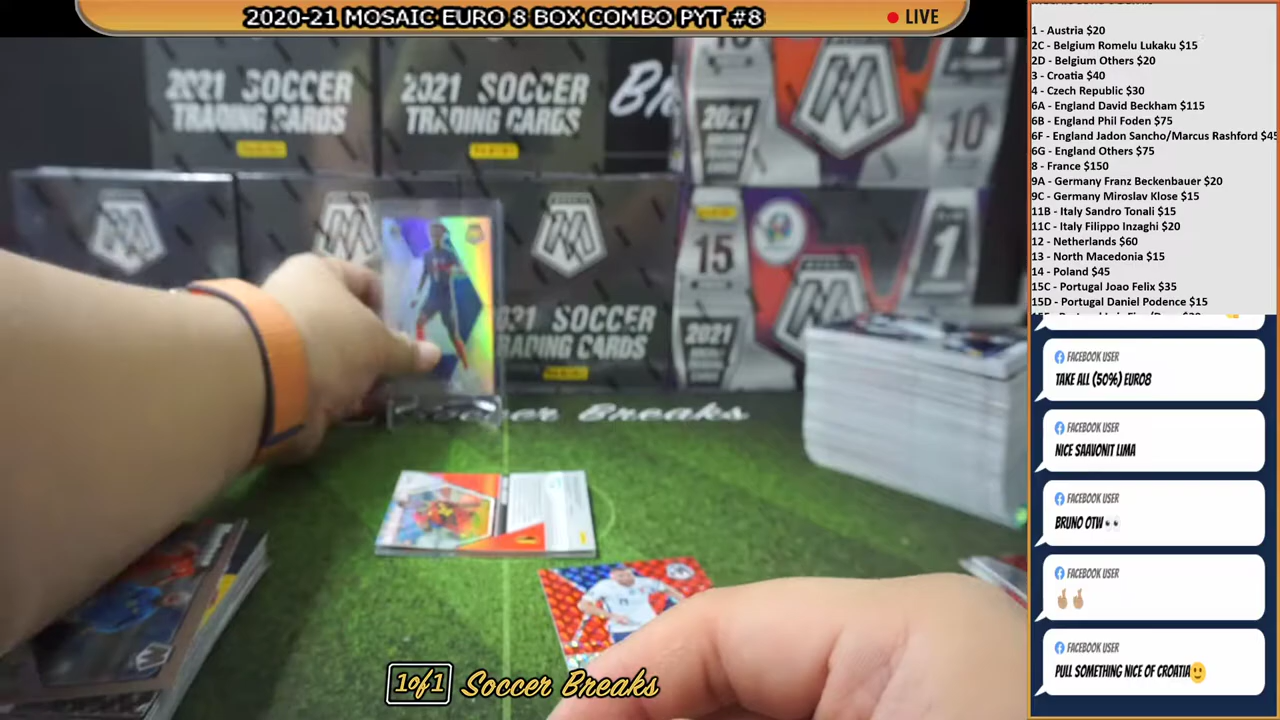 2020-21 MOSAIC EURO 8 BOX COMBO PYT #8
LIVE
1 - Austria $20
2C - Belgium Romelu Lukaku $15
2D - Belgium Others $20
3 - Croatia $40
4 - Czech Republic $30
6A - England David Beckham $115
6B - England Phil Foden $75
6F - England Jadon Sancho/Marcus Rashford $45
6G - England Others $75
8 - France $150
9A - Germany Franz Beckenbauer $20
9C - Germany Miroslav Klose $15
11B - Italy Sandro Tonali $15
11C - Italy Filippo Inzaghi $20
12 - Netherlands $60
13 - North Macedonia $15
14 - Poland $45
15C - Portugal Joao Felix $35
15D - Portugal Daniel Podence $15
FACEBOOK USER
TAKE ALL (50%) EURO8
FACEBOOK USER
NICE SAAVONIT LIMA
FACEBOOK USER
BRUNO OTW👀
FACEBOOK USER
🤞🏽🤞🏽
FACEBOOK USER
PULL SOMETHING NICE OF CROATIA🙂
2021 SOCCER
TRADING CARDS
2021 SOCCER
TRADING CARDS
2021
10
15
1
2021
SOCCER
TRADING CARDS
PANINI
Soccer Breaks
1of1 Soccer Breaks